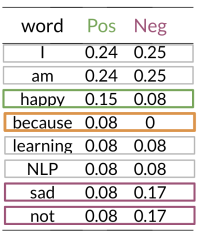 word Pos Neg
I 0.24 0.25
am 0.24 0.25
happy 0.15 0.08
because 0.08 0
learning 0.08 0.08
NLP 0.08 0.08
sad 0.08 0.17
not 0.08 0.17